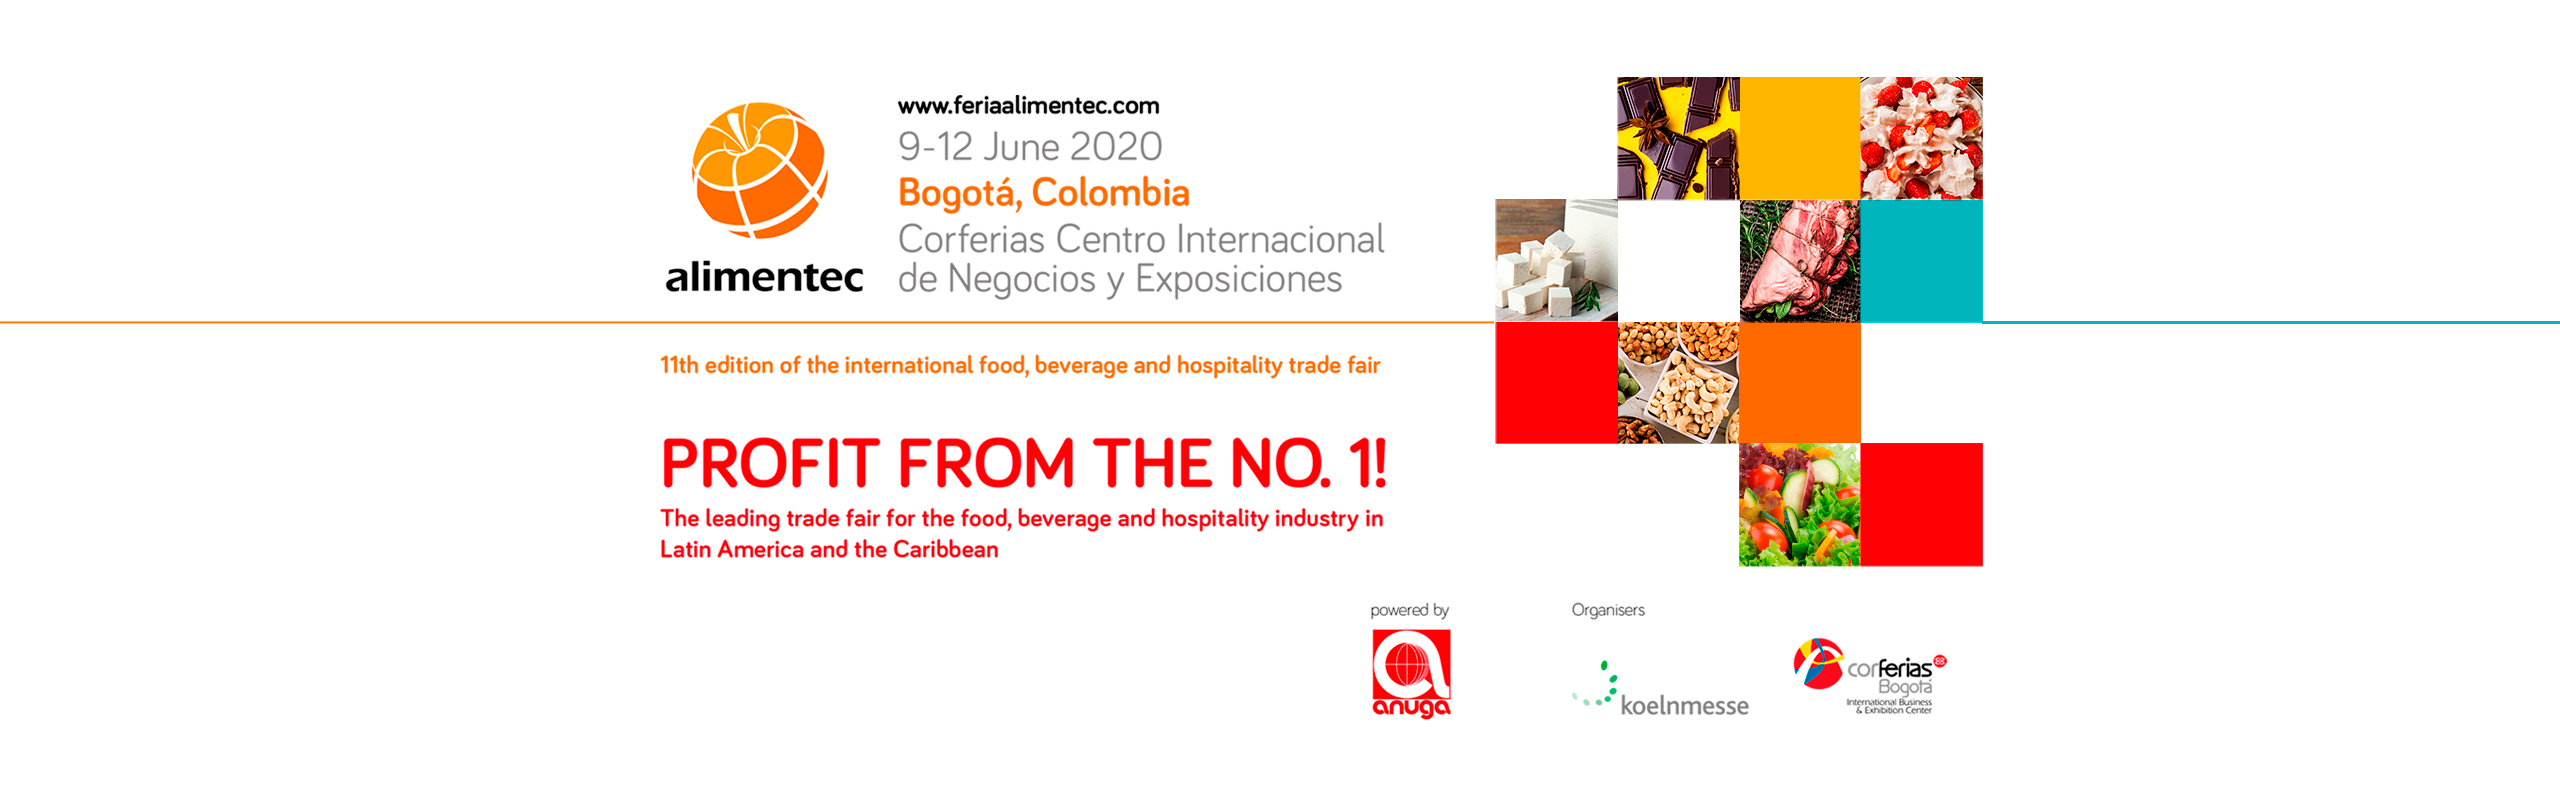 alimentec
www.feriaalimentec.com
9-12 June 2020
Bogotá, Colombia
Corferias Centro Internacional
de Negocios y Exposiciones
11th edition of the international food, beverage and hospitality trade fair
PROFIT FROM THE NO. 1!
The leading trade fair for the food, beverage and hospitality industry in
Latin America and the Caribbean
powered by
anuga
Organisers
koelnmesse
corferias
Bogotá
International Business
& Exhibition Center